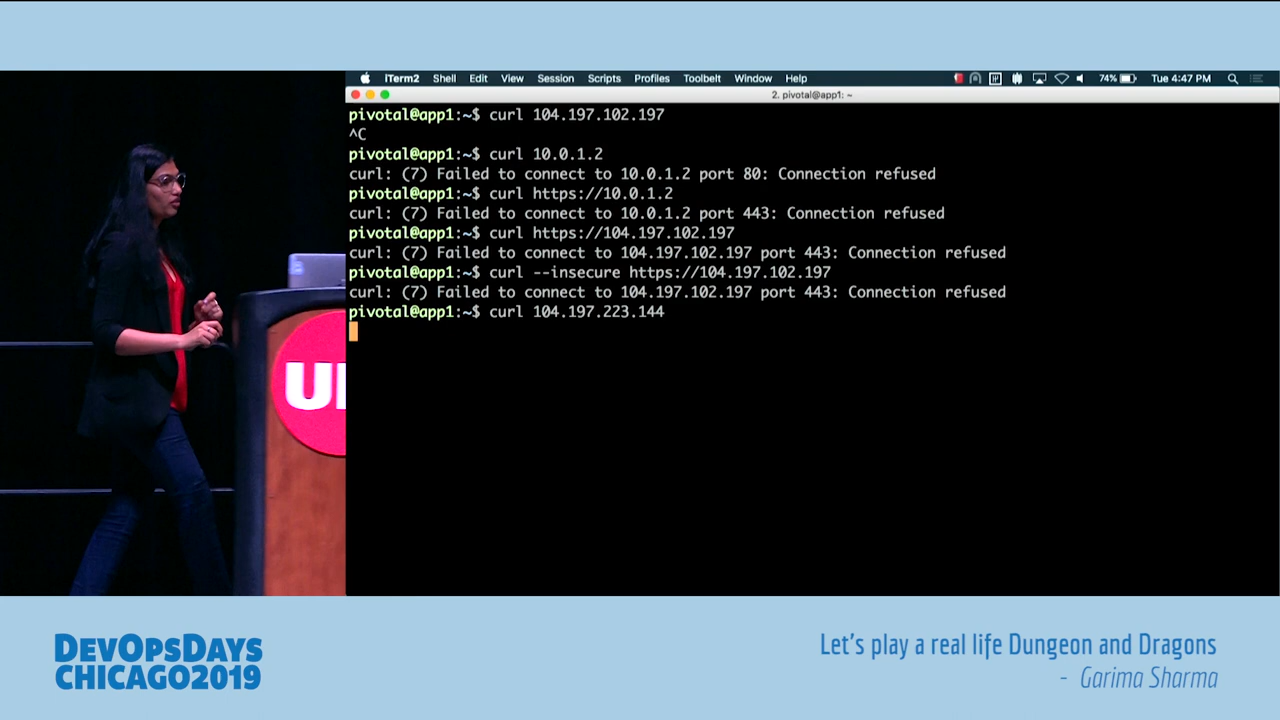 iTerm2 Shell Edit View Session Scripts Profiles Toolbelt Window Help 74% Tue 4:47 PM
2. pivotal@app1: ~
pivotal@app1:~$ curl 104.197.102.197
^C
pivotal@app1:~$ curl 10.0.1.2
curl: (7) Failed to connect to 10.0.1.2 port 80: Connection refused
pivotal@app1:~$ curl https://10.0.1.2
curl: (7) Failed to connect to 10.0.1.2 port 443: Connection refused
pivotal@app1:~$ curl https://104.197.102.197
curl: (7) Failed to connect to 104.197.102.197 port 443: Connection refused
pivotal@app1:~$ curl --insecure https://104.197.102.197
curl: (7) Failed to connect to 104.197.102.197 port 443: Connection refused
pivotal@app1:~$ curl 104.197.223.144
DevOpsDays
CHICAGO2019
Let's play a real life Dungeon and Dragons
- Garima Sharma